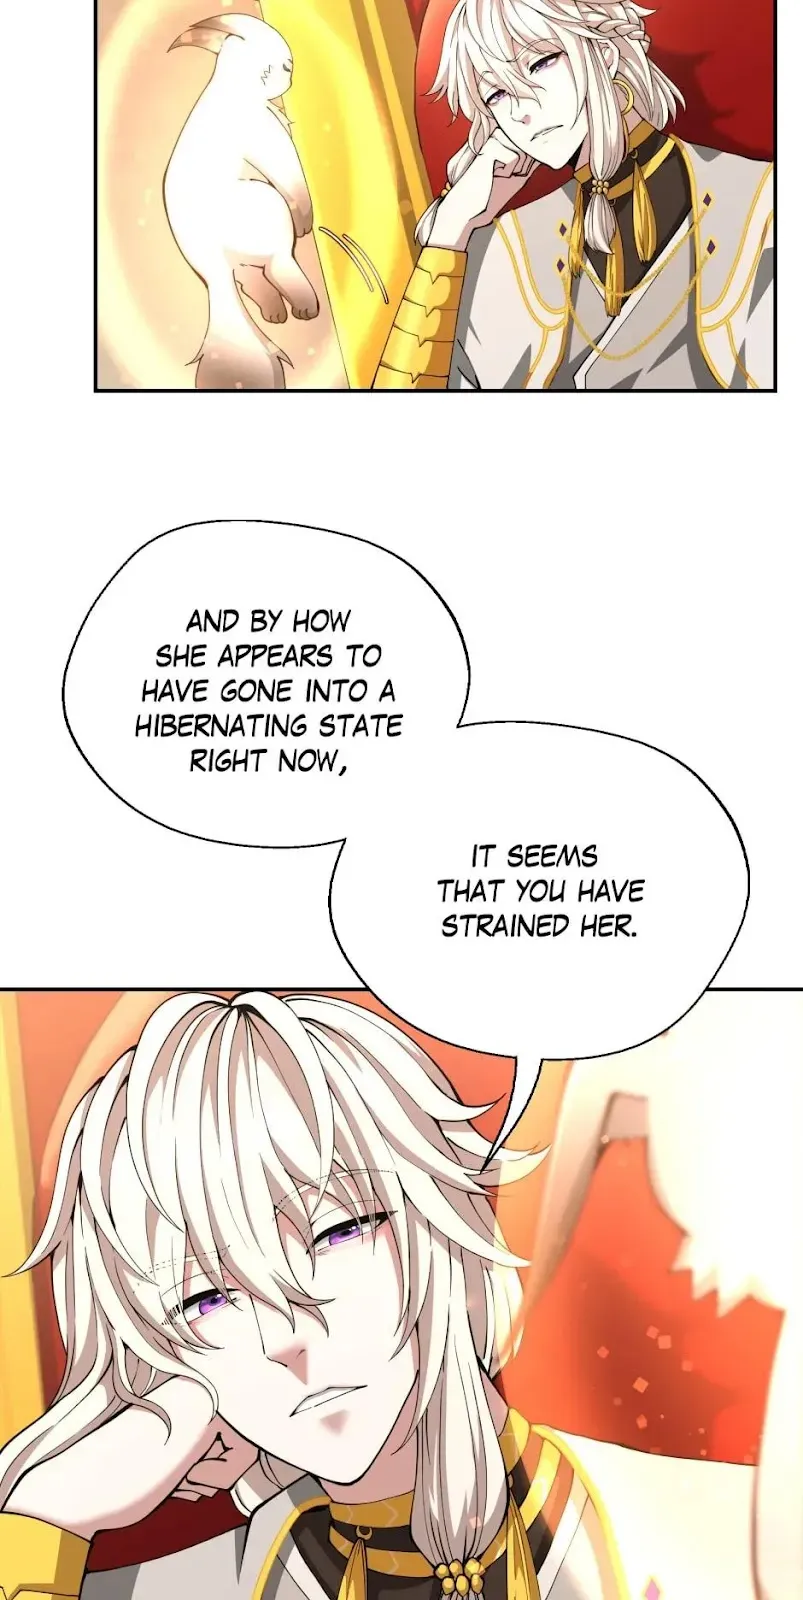 AND BY HOW
SHE APPEARS TO
HAVE GONE INTO A
HIBERNATING STATE
RIGHT NOW,
IT SEEMS
THAT YOU HAVE
STRAINED HER.